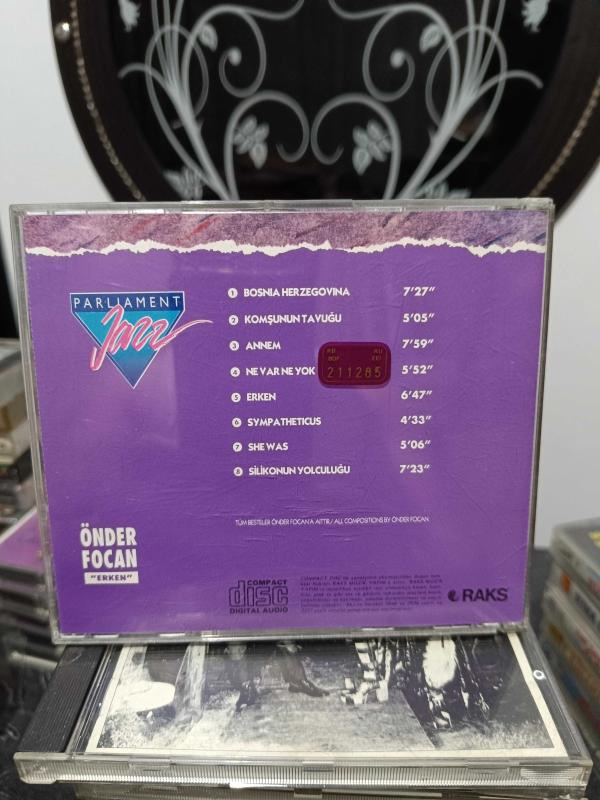 PARLIAMENT
Jazz
1 BOSNIA HERZEGOVINA 7'27"
2 KOMŞUNUN TAVUĞU 5'05"
3 ANNEM 7'59"
4 NE VAR NE YOK 5'52"
211285
5 ERKEN 6'47"
6 SYMPATHETICUS 4'33"
7 SHE WAS 5'06"
8 SİLİKONUN YOLCULUĞU 7'23"
TÜM BESTELER ÖNDER FOCAN'A AİTTİR./ ALL COMPOSITIONS BY ÖNDER FOCAN
ÖNDER
FOCAN
"ERKEN"
COMPACT
disc
DIGITAL AUDIO
RAKS